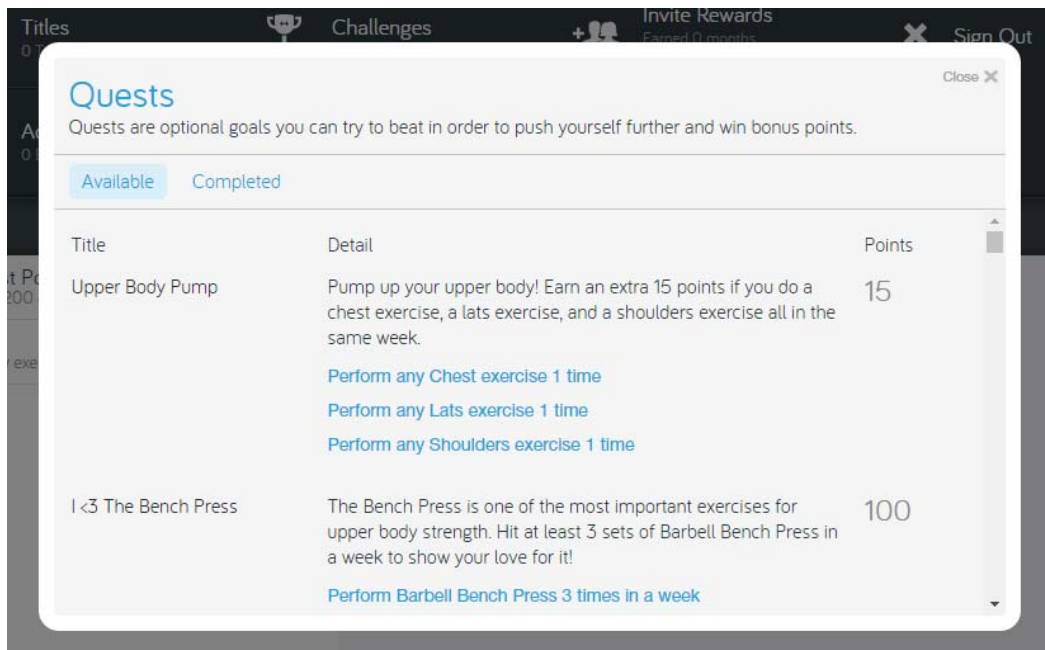 Titles
Challenges
Invite Rewards
Earned 0 months
Sign Out
Close
Quests
Quests are optional goals you can try to beat in order to push yourself further and win bonus points.
Available Completed
Title Detail Points
Upper Body Pump
Pump up your upper body! Earn an extra 15 points if you do a
chest exercise, a lats exercise, and a shoulders exercise all in the
same week.
15
Perform any Chest exercise 1 time
Perform any Lats exercise 1 time
Perform any Shoulders exercise 1 time
I <3 The Bench Press
The Bench Press is one of the most important exercises for
upper body strength. Hit at least 3 sets of Barbell Bench Press in
a week to show your love for it!
100
Perform Barbell Bench Press 3 times in a week